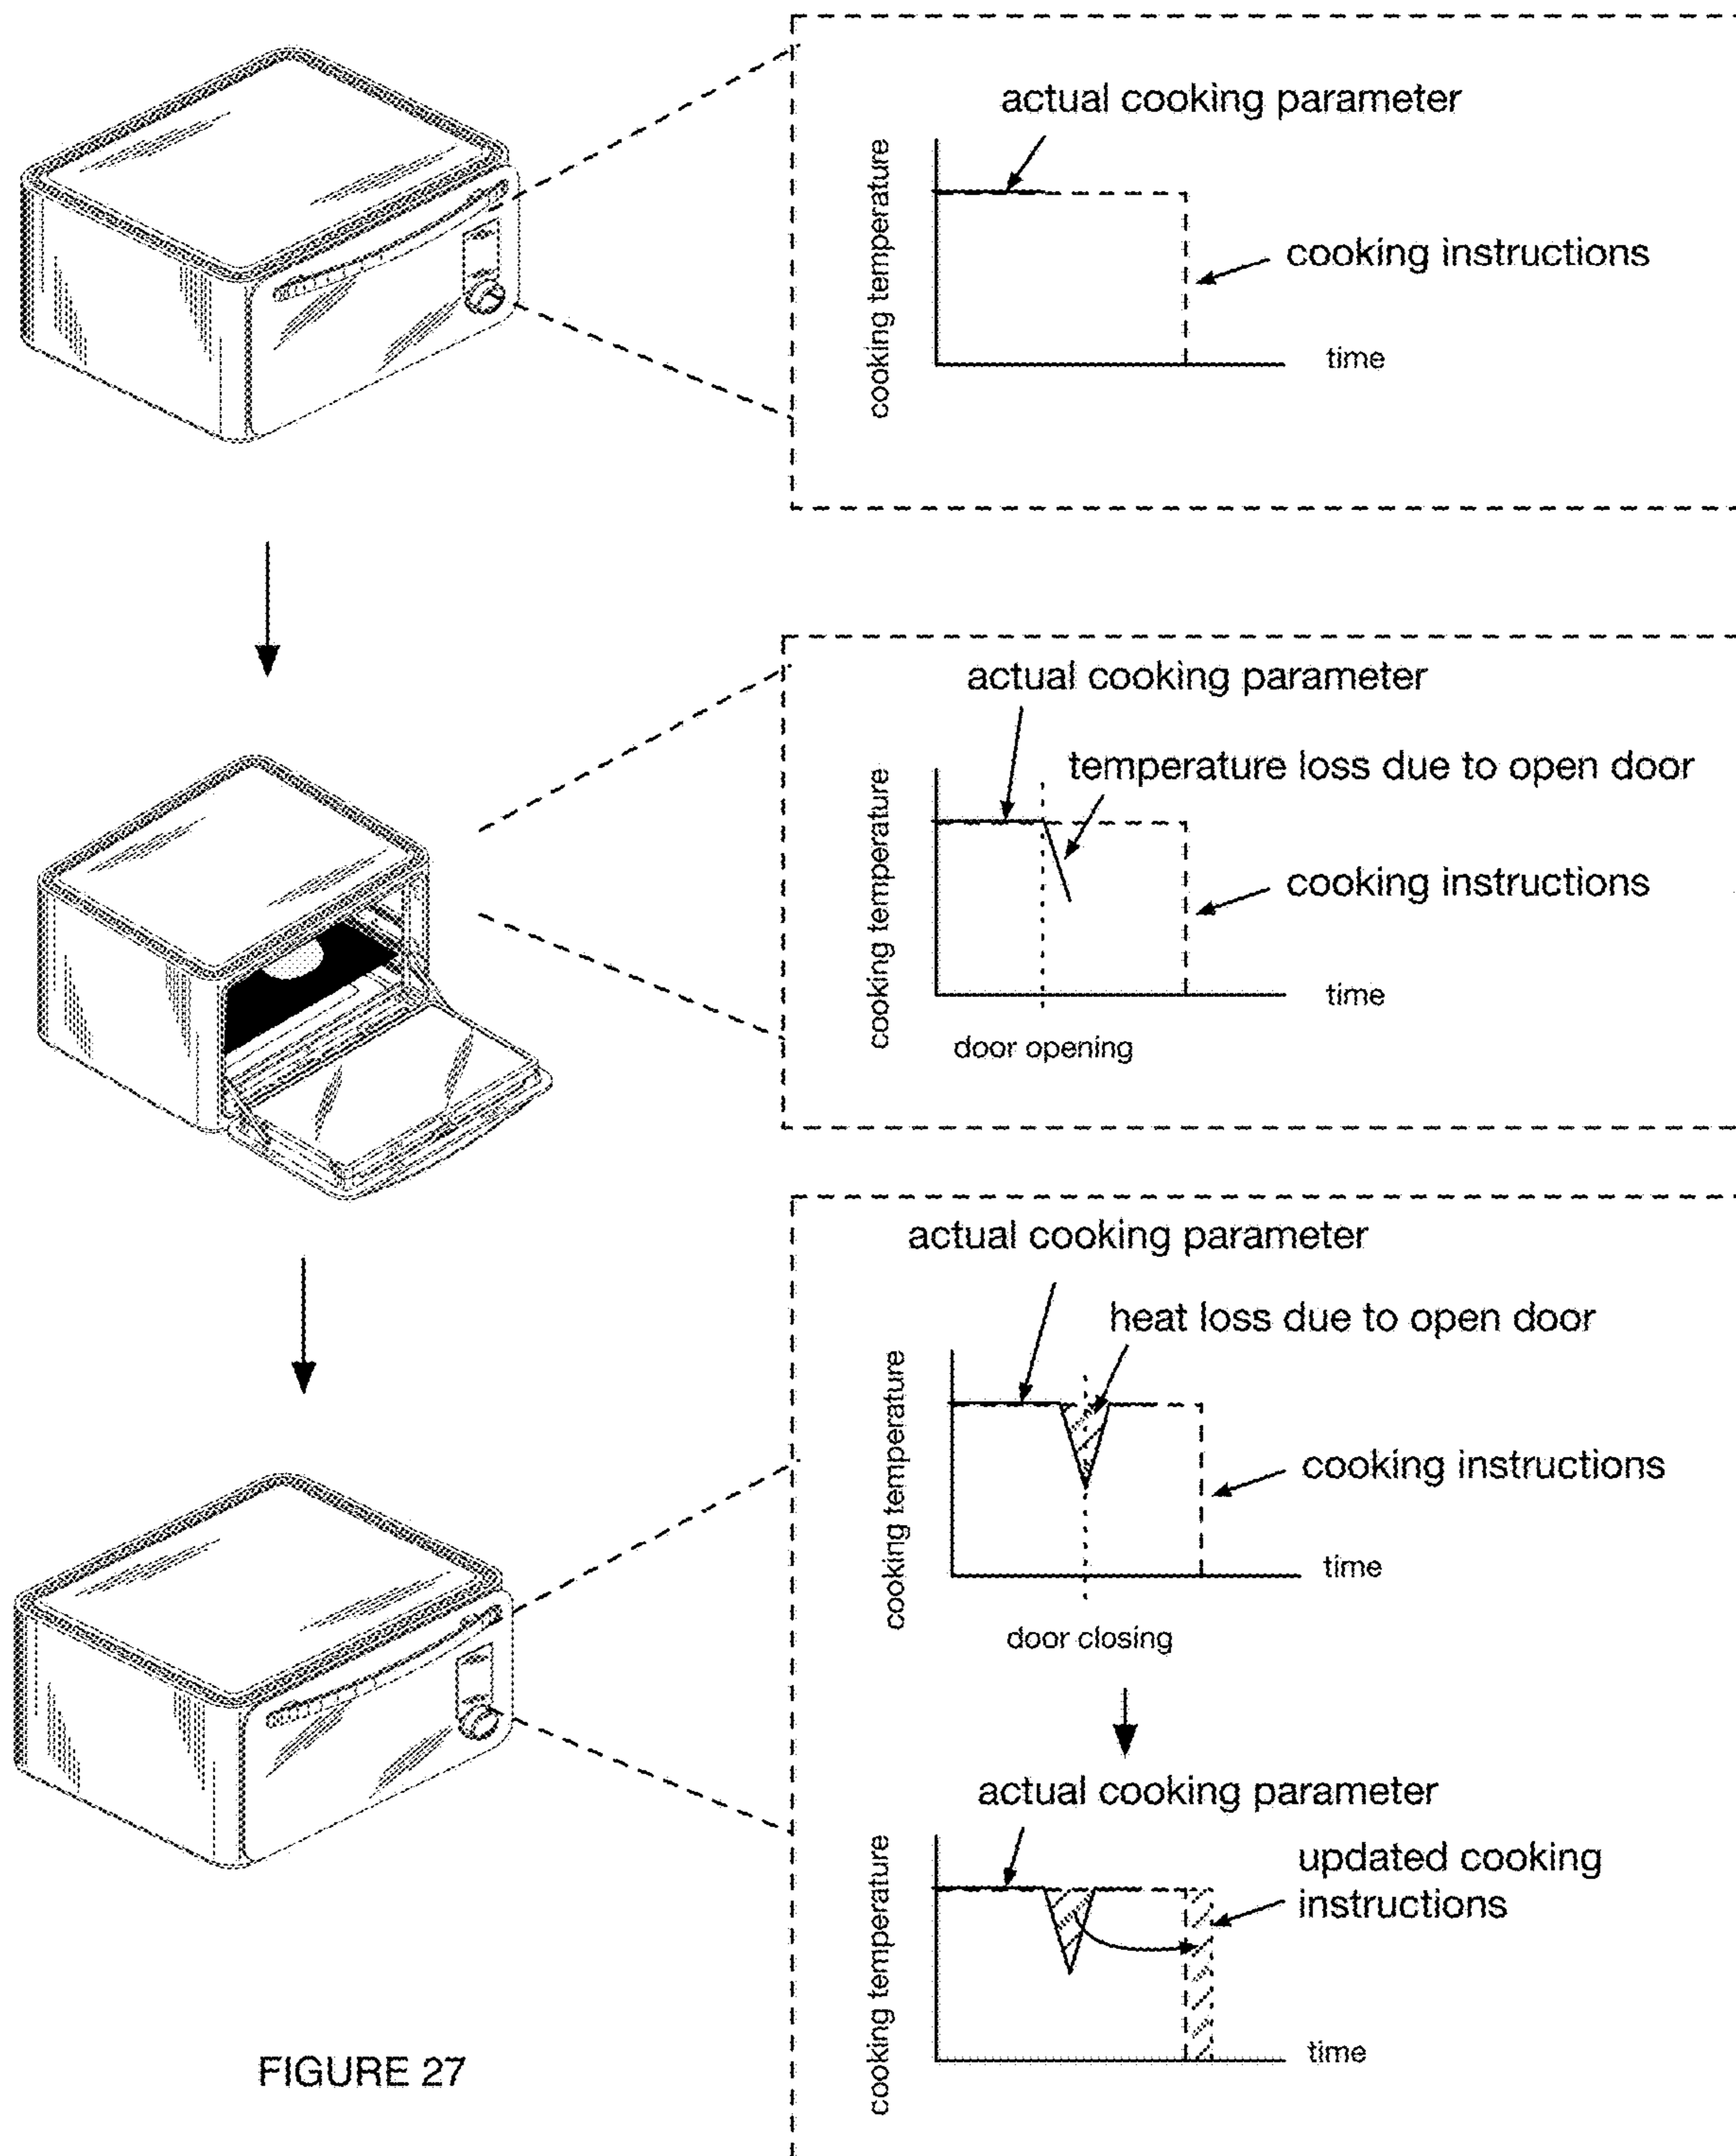 actual cooking parameter
cooking temperature
cooking instructions
time
actual cooking parameter
temperature loss due to open door
cooking temperature
cooking instructions
time
door opening
actual cooking parameter
heat loss due to open door
cooking temperature
cooking instructions
time
door closing
actual cooking parameter
updated cooking
instructions
cooking temperature
time
FIGURE 27